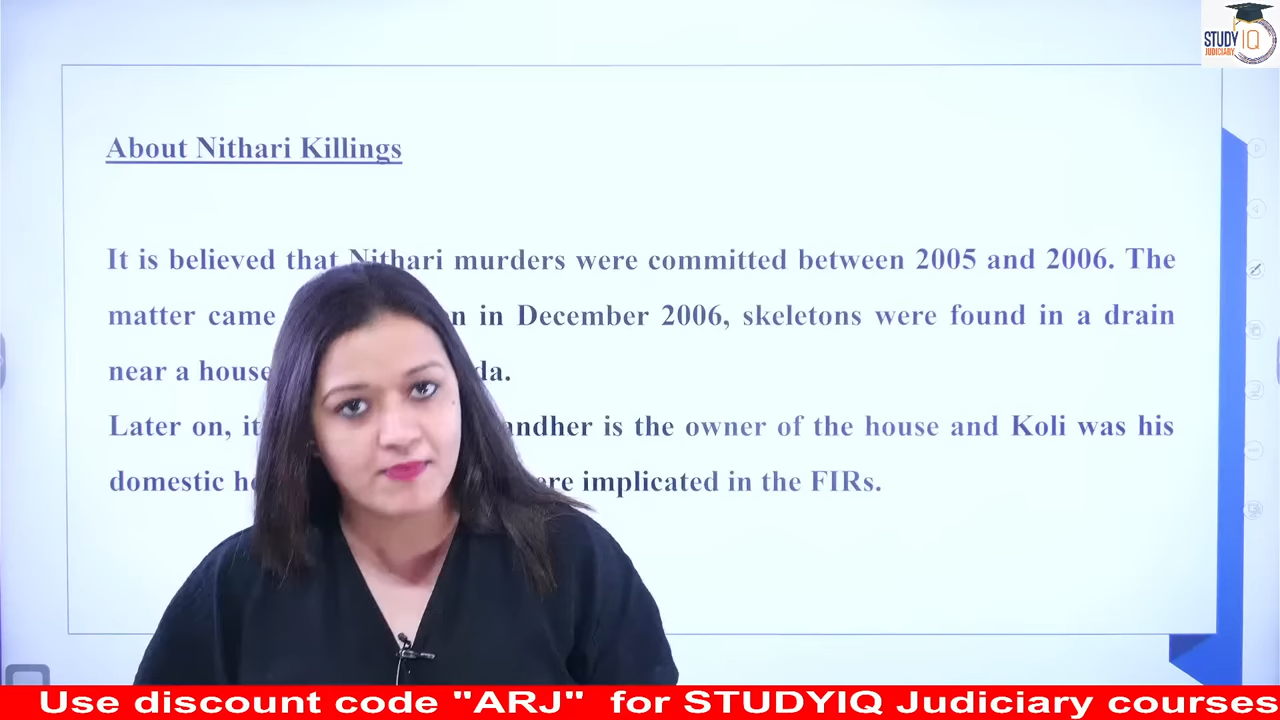 STUDY IQ
JUDICIARY
About Nithari Killings
It is believed that Nithari murders were committed between 2005 and 2006. The
matter came n in December 2006, skeletons were found in a drain
near a house da.
Later on, it andher is the owner of the house and Koli was his
domestic he ere implicated in the FIRs.
Use discount code "ARJ" for STUDYIQ Judiciary courses